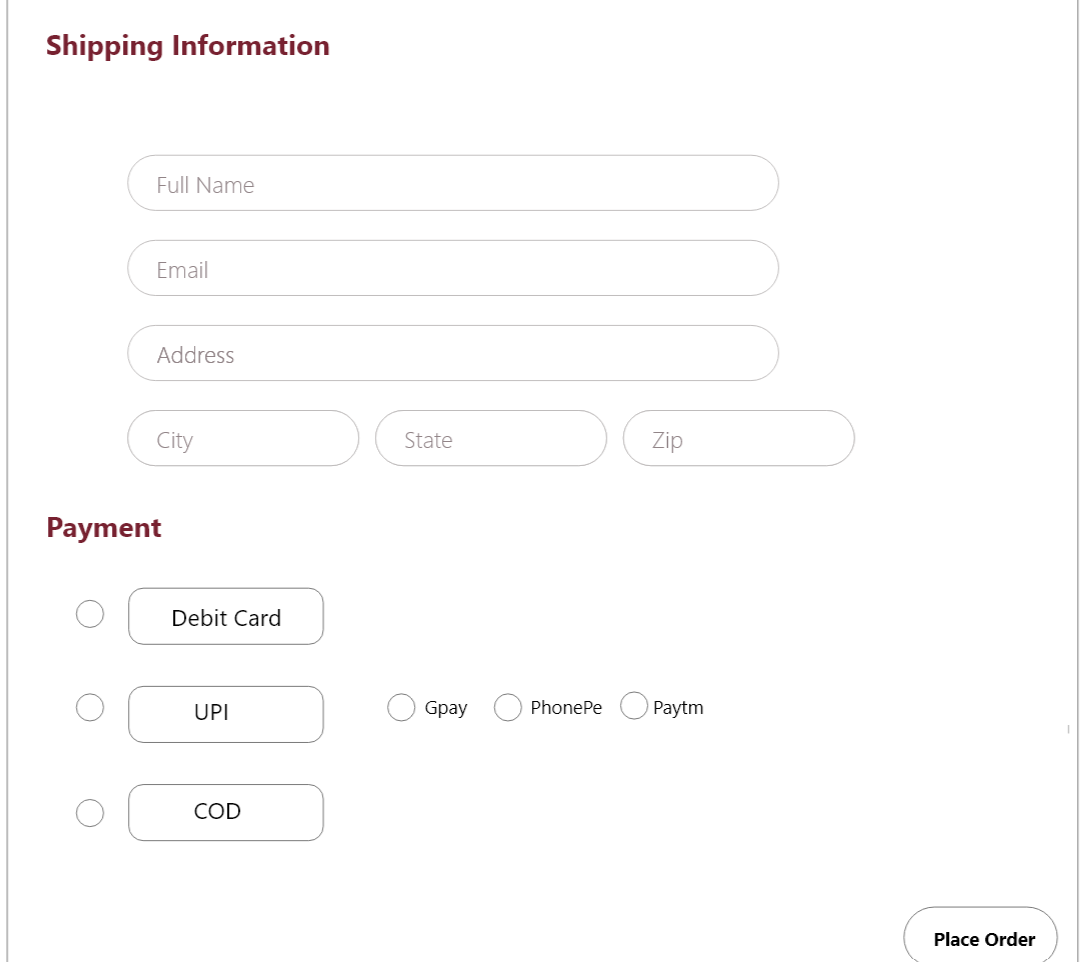 Shipping Information
Full Name
Email
Address
City State Zip
Payment
Debit Card
UPI Gpay PhonePe Paytm
COD
Place Order